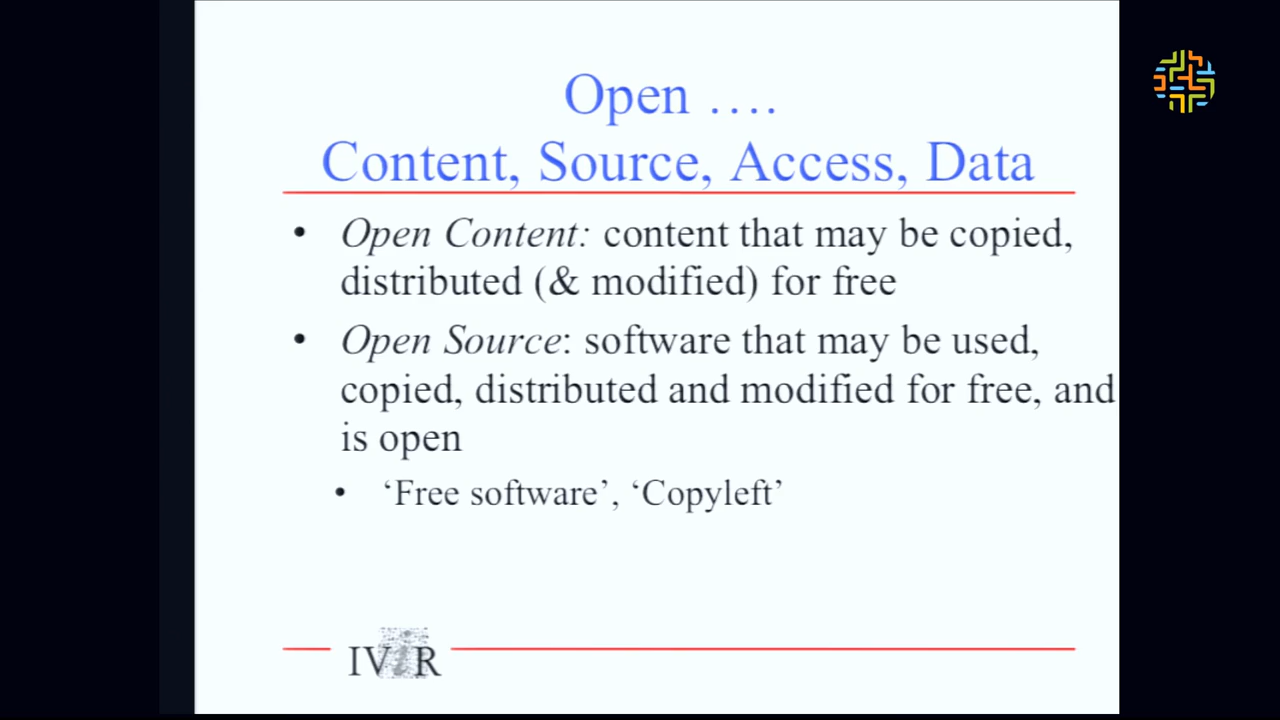 Open ….
Content, Source, Access, Data
• Open Content: content that may be copied,
distributed (& modified) for free
• Open Source: software that may be used,
copied, distributed and modified for free, and
is open
• ‘Free software’, ‘Copyleft’
IViR